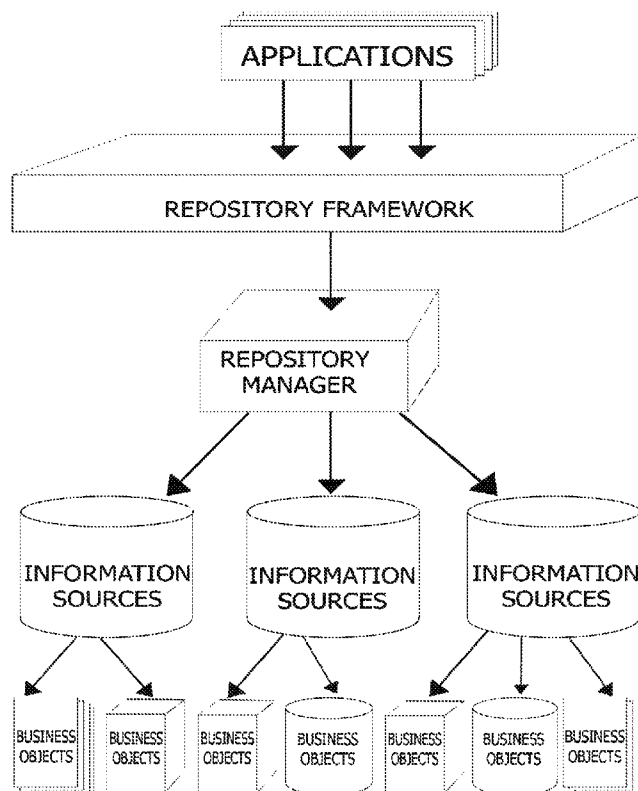 APPLICATIONS
REPOSITORY FRAMEWORK
REPOSITORY
MANAGER
INFORMATION
SOURCES
INFORMATION
SOURCES
INFORMATION
SOURCES
BUSINESS
OBJECTS
BUSINESS
OBJECTS
BUSINESS
OBJECTS
BUSINESS
OBJECTS
BUSINESS
OBJECTS
BUSINESS
OBJECTS
BUSINESS
OBJECTS